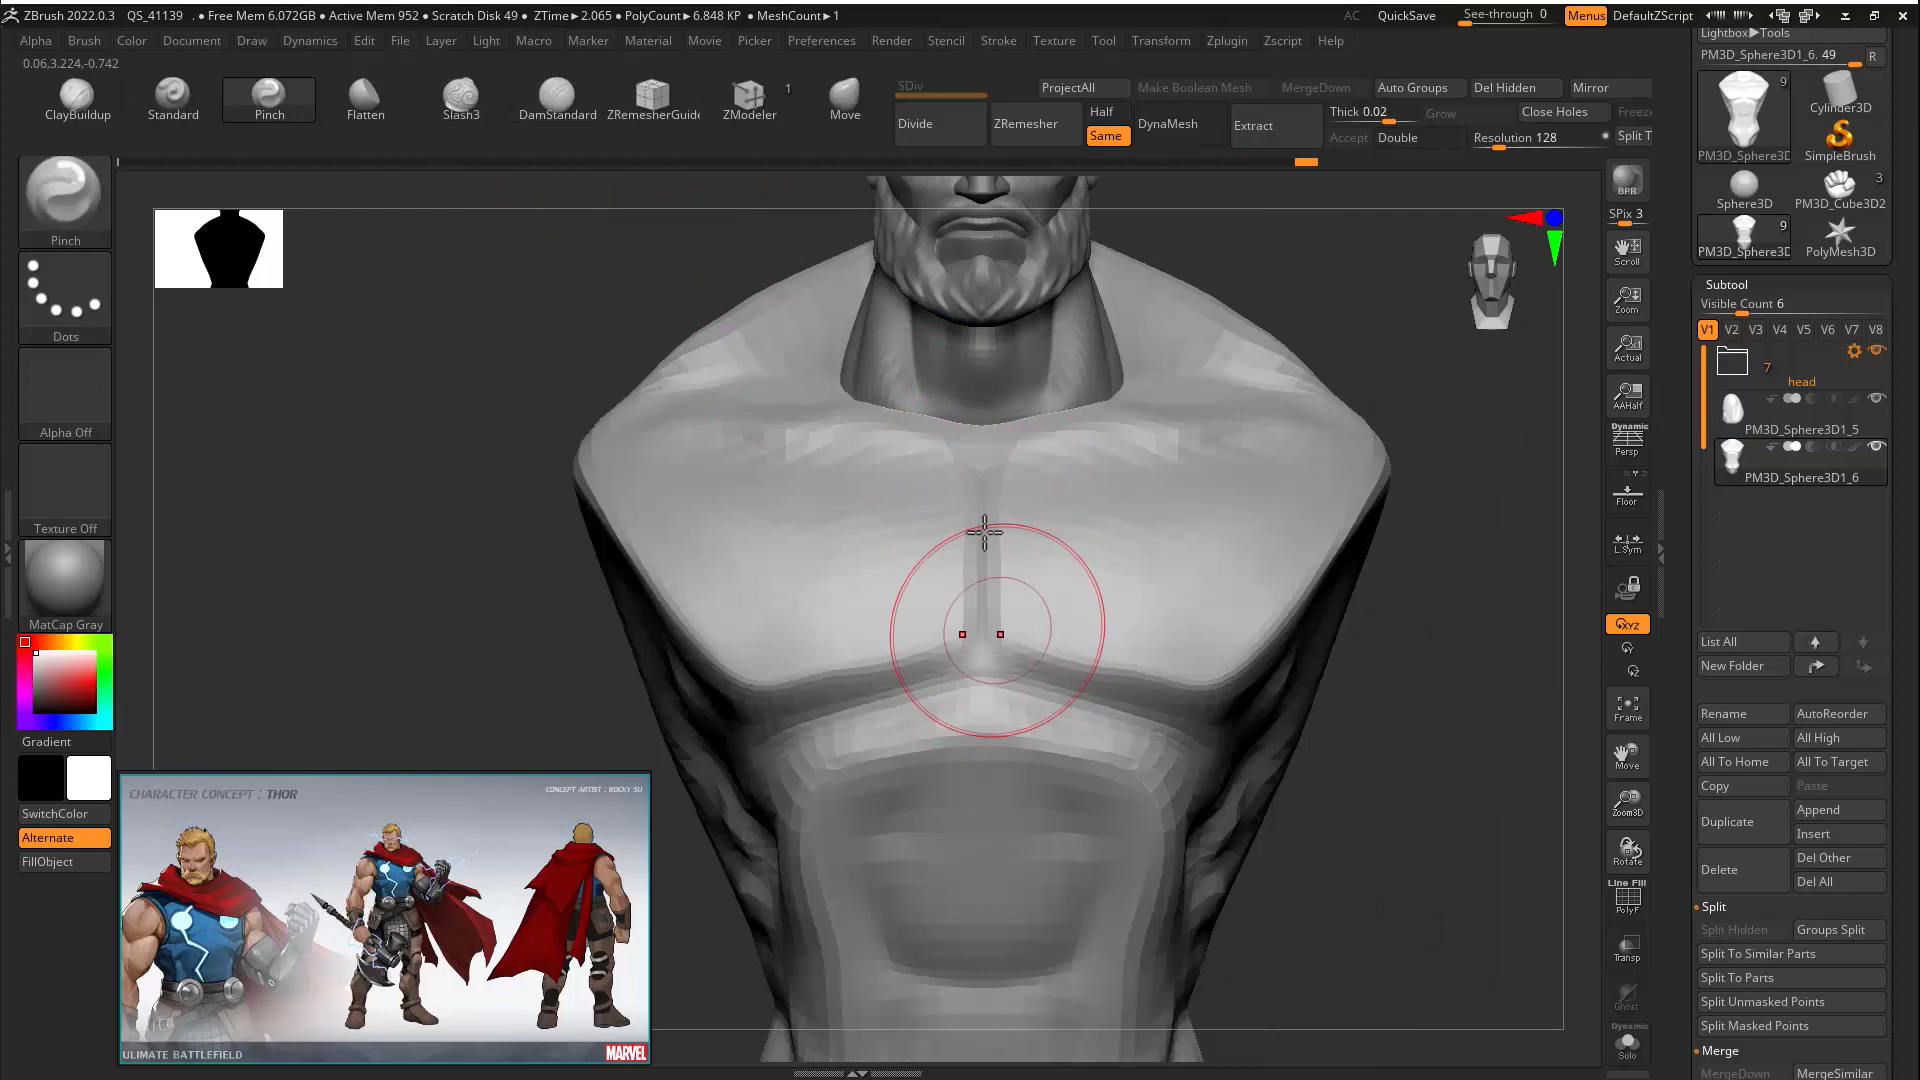 ZBrush 2022.0.3 QS_41139 . • Free Mem 6.072GB • Active Mem 952 • Scratch Disk 49 • ZTime▸2.065 • PolyCount▸6.848 KP • MeshCount▸1 AC QuickSave See-through 0 Menus DefaultZScript
Alpha Brush Color Document Draw Dynamics Edit File Layer Light Macro Marker Material Movie Picker Preferences Render Stencil Stroke Texture Tool Transform Zplugin Zscript Help
0.06,3.224,-0.742
ClayBuildup
Standard
Pinch
Flatten
Slash3
DamStandard
ZRemesherGuide
ZModeler
1
Move
SDiv
Divide
ZRemesher
ProjectAll
Half
Same
Make Boolean Mesh
DynaMesh
MergeDown
Extract
Auto Groups
Thick 0.02
Grow
Accept
Double
Del Hidden
Close Holes
Resolution 128
Mirror
Freeze
Split T
Pinch
Dots
Alpha Off
Texture Off
MatCap Gray
Gradient
SwitchColor
Alternate
FillObject
CHARACTER CONCEPT : THOR
CONCEPT ARTIST : ROCKY SU
ULIMATE BATTLEFIELD
MARVEL
BPR
SPix 3
Scroll
Zoom
Actual
AAHalf
Dynamic
Persp
Floor
L.Sym
XYZ
Frame
Move
Zoom3D
Rotate
Line Fill
PolyF
Transp
Ghost
Dynamic
Solo
Lightbox▸Tools
PM3D_Sphere3D1_6. 49
R
9
PM3D_Sphere3D
Cylinder3D
SimpleBrush
Sphere3D
3
PM3D_Cube3D2
9
PM3D_Sphere3D
PolyMesh3D
Subtool
Visible Count 6
V1 V2 V3 V4 V5 V6 V7 V8
7
head
PM3D_Sphere3D1_5
PM3D_Sphere3D1_6
List All
New Folder
Rename AutoReorder
All Low All High
All To Home All To Target
Copy Paste
Duplicate
Append
Insert
Delete
Del Other
Del All
Split
Split Hidden Groups Split
Split To Similar Parts
Split To Parts
Split Unmasked Points
Split Masked Points
Merge
MergeDown MergeSimilar